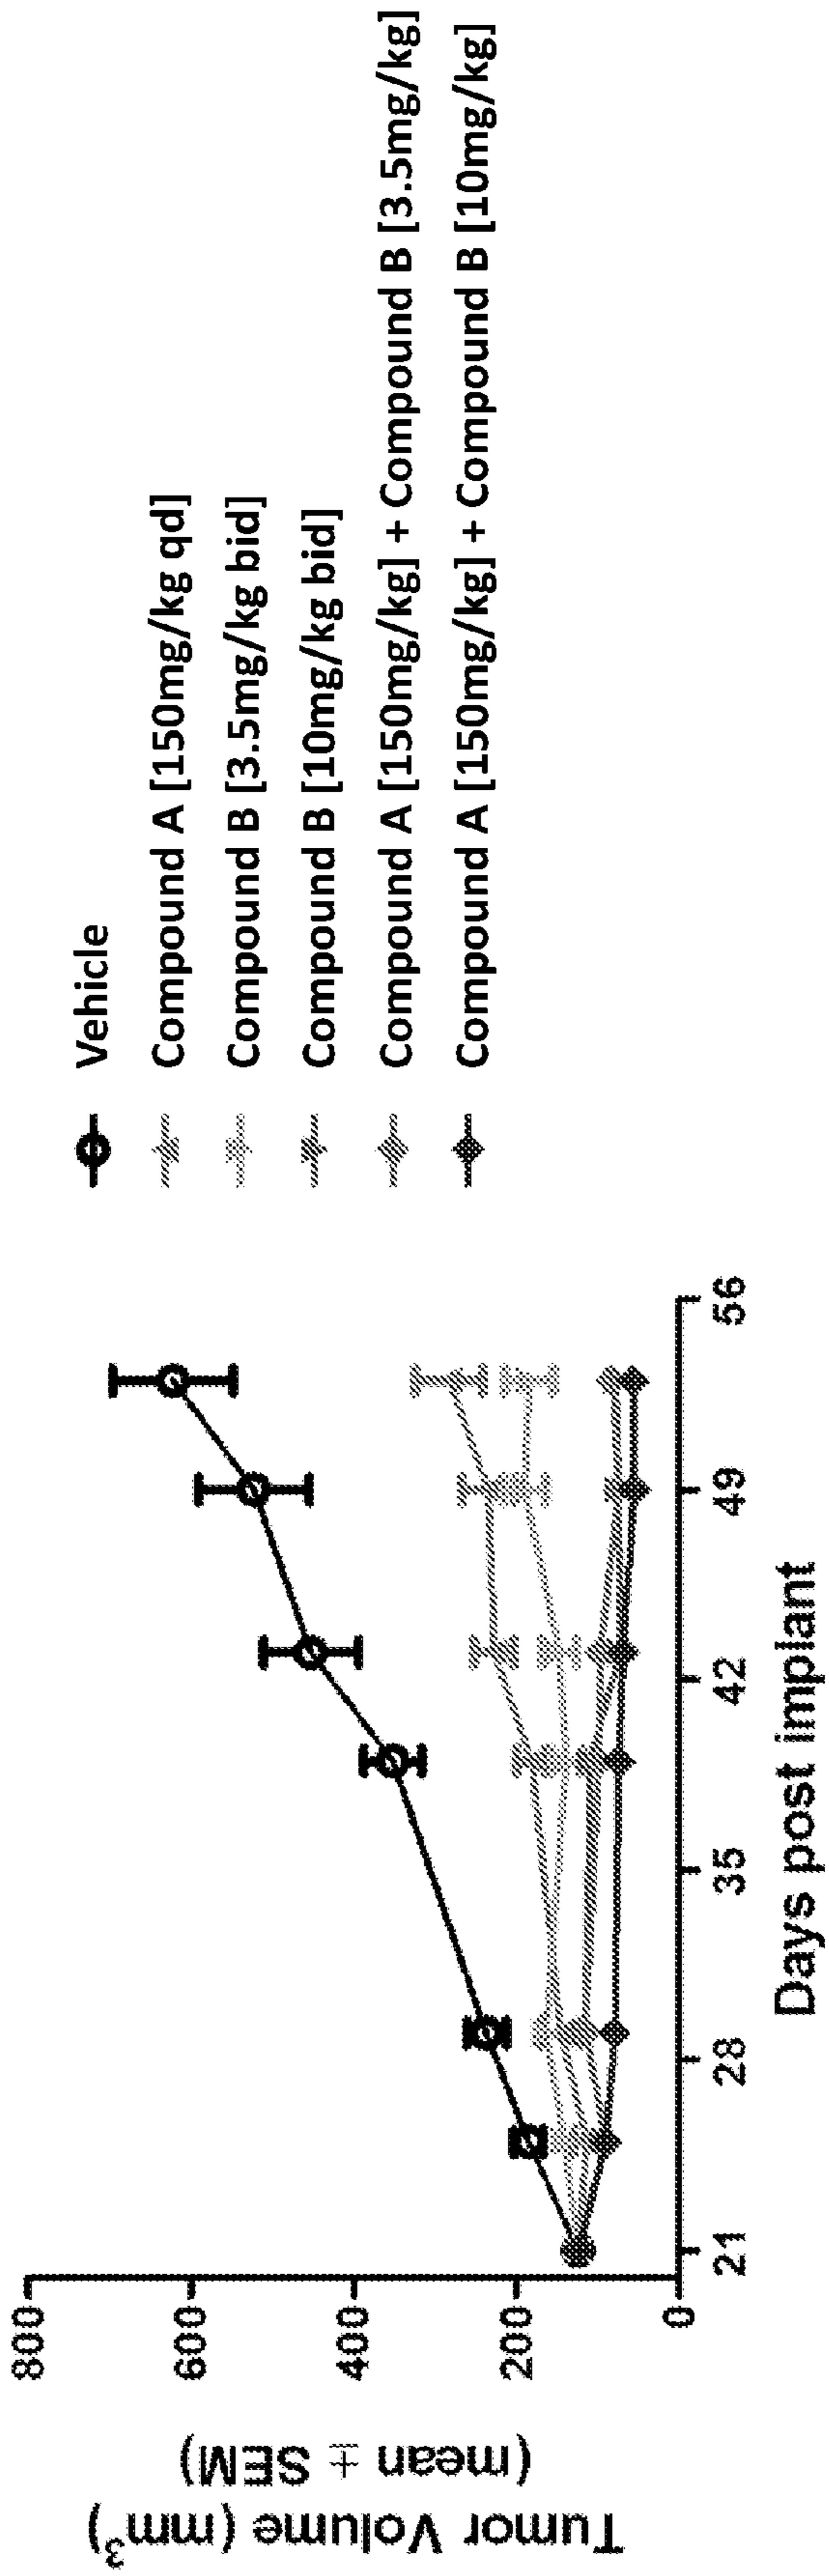 Tumor Volume (mm³)
(mean ± SEM)
800
600
400
200
0
21
28
35
42
49
56
Days post implant
Vehicle
Compound A [150mg/kg qd]
Compound B [3.5mg/kg bid]
Compound B [10mg/kg bid]
Compound A [150mg/kg] + Compound B [3.5mg/kg]
Compound A [150mg/kg] + Compound B [10mg/kg]